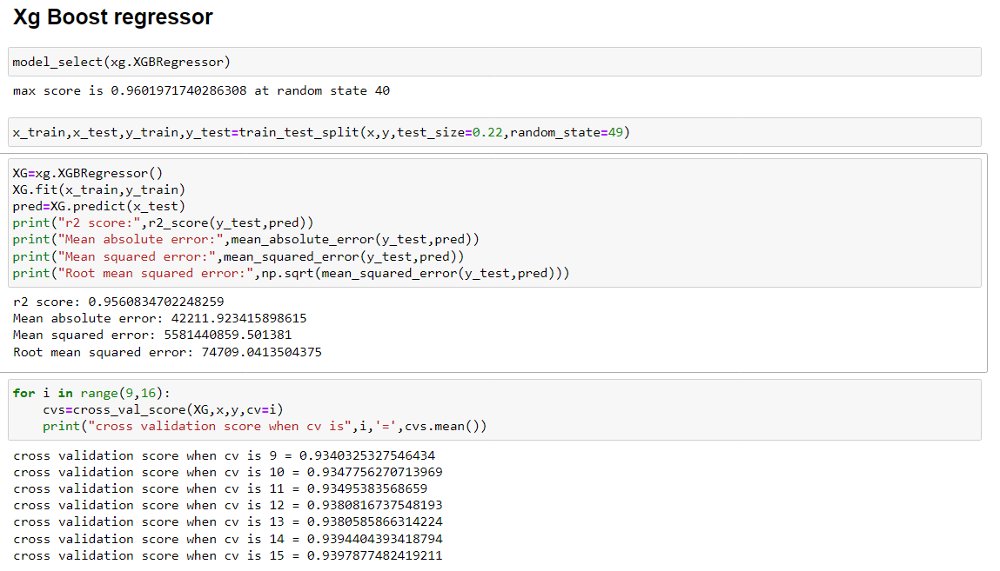 Xg Boost regressor
model_select(xg.XGBRegressor)
max score is 0.9601971740286308 at random state 40
x_train,x_test,y_train,y_test=train_test_split(x,y,test_size=0.22,random_state=49)
XG=xg.XGBRegressor()
XG.fit(x_train,y_train)
pred=XG.predict(x_test)
print("r2 score:",r2_score(y_test,pred))
print("Mean absolute error:",mean_absolute_error(y_test,pred))
print("Mean squared error:",mean_squared_error(y_test,pred))
print("Root mean squared error:",np.sqrt(mean_squared_error(y_test,pred)))
r2 score: 0.9560834702248259
Mean absolute error: 42211.923415898615
Mean squared error: 5581440859.501381
Root mean squared error: 74709.0413504375
for i in range(9,16):
    cvs=cross_val_score(XG,x,y,cv=i)
    print("cross validation score when cv is",i,'=',cvs.mean())
cross validation score when cv is 9 = 0.9340325327546434
cross validation score when cv is 10 = 0.9347756270713969
cross validation score when cv is 11 = 0.93495383568659
cross validation score when cv is 12 = 0.9380816737548193
cross validation score when cv is 13 = 0.9380585866314224
cross validation score when cv is 14 = 0.9394404393418794
cross validation score when cv is 15 = 0.9397877482419211